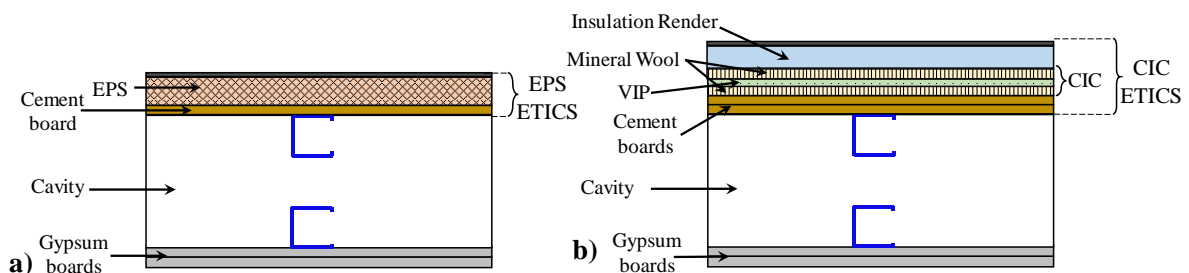 EPS
Cement
board
EPS
ETICS
Cavity
Gypsum
boards
a)
Insulation Render
Mineral Wool
VIP
Cement
boards
CIC
CIC
ETICS
Cavity
Gypsum
boards
b)